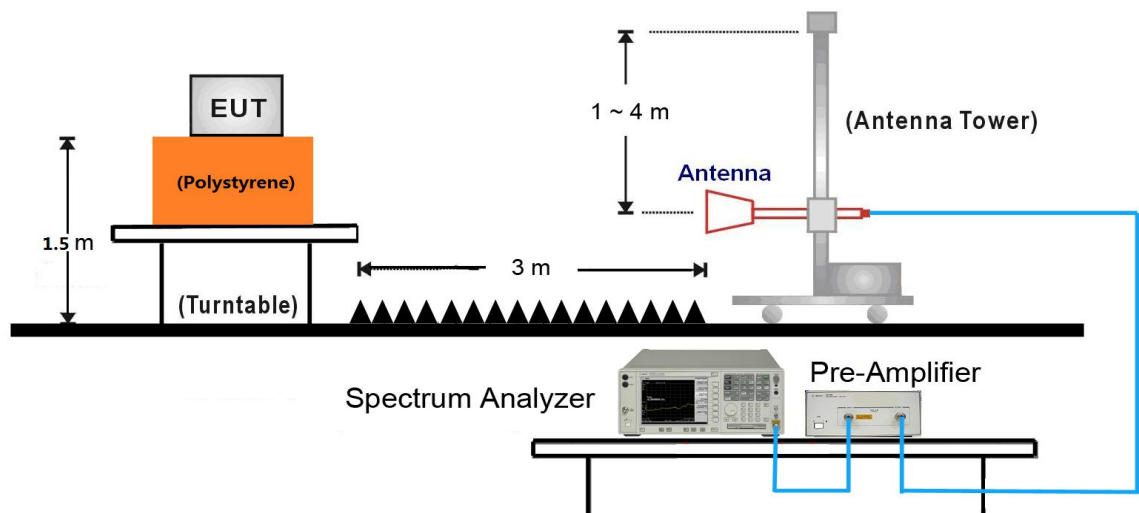 EUT
(Polystyrene)
1.5 m
(Turntable)
3 m
1 ~ 4 m
Antenna
(Antenna Tower)
Spectrum Analyzer
Pre-Amplifier